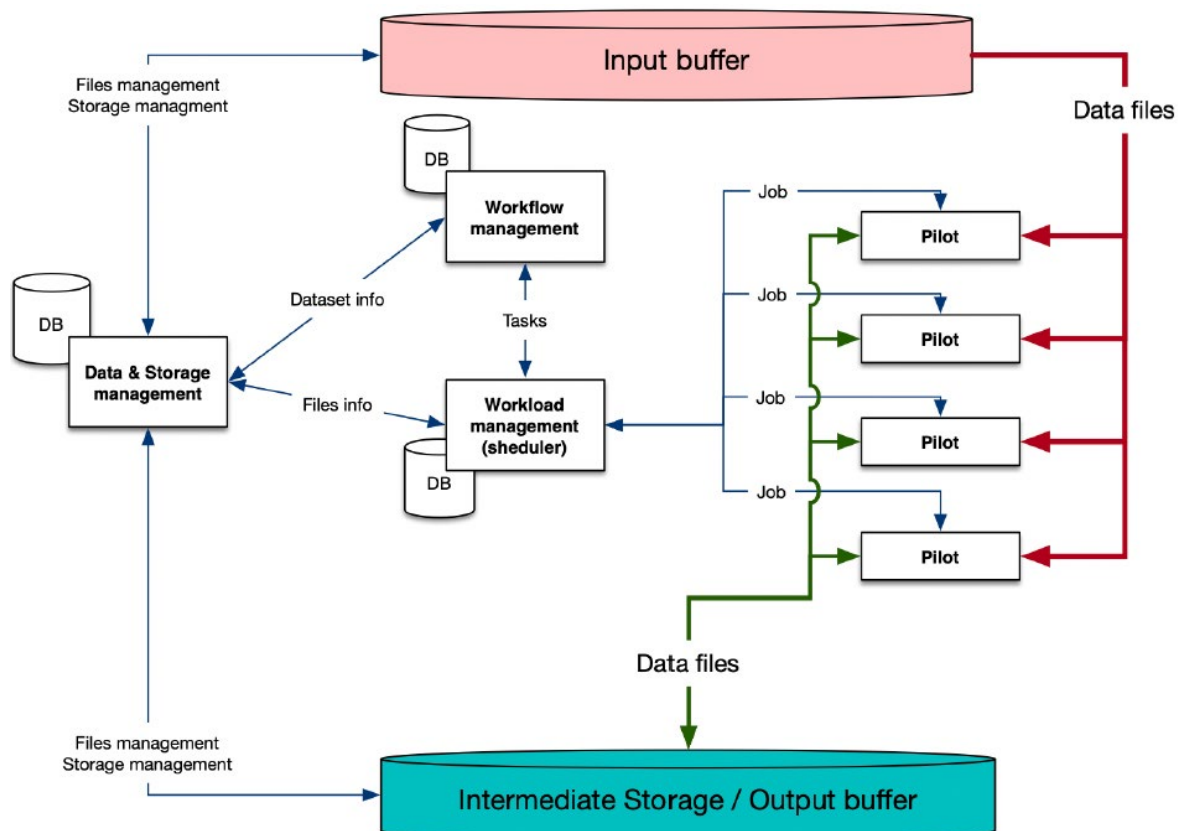 Input buffer
Files management
Storage managment
Data files
DB
Workflow
management
Job
Pilot
Dataset info
DB
Tasks
Job
Pilot
Data & Storage
management
Files info
Workload
management
(sheduler)
DB
Job
Pilot
Job
Pilot
Data files
Files management
Storage management
Intermediate Storage / Output buffer